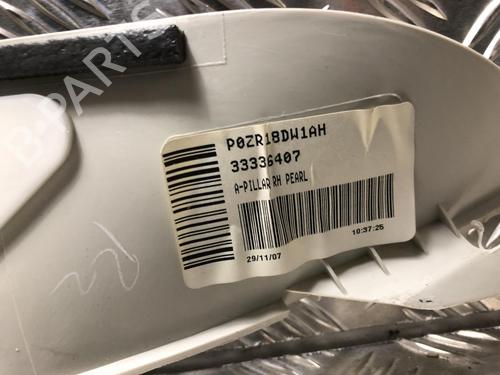 B-PARTS
P0ZR18DW1AH
33336407
A-PILLAR RH PEARL
29/11/07
10:37:25